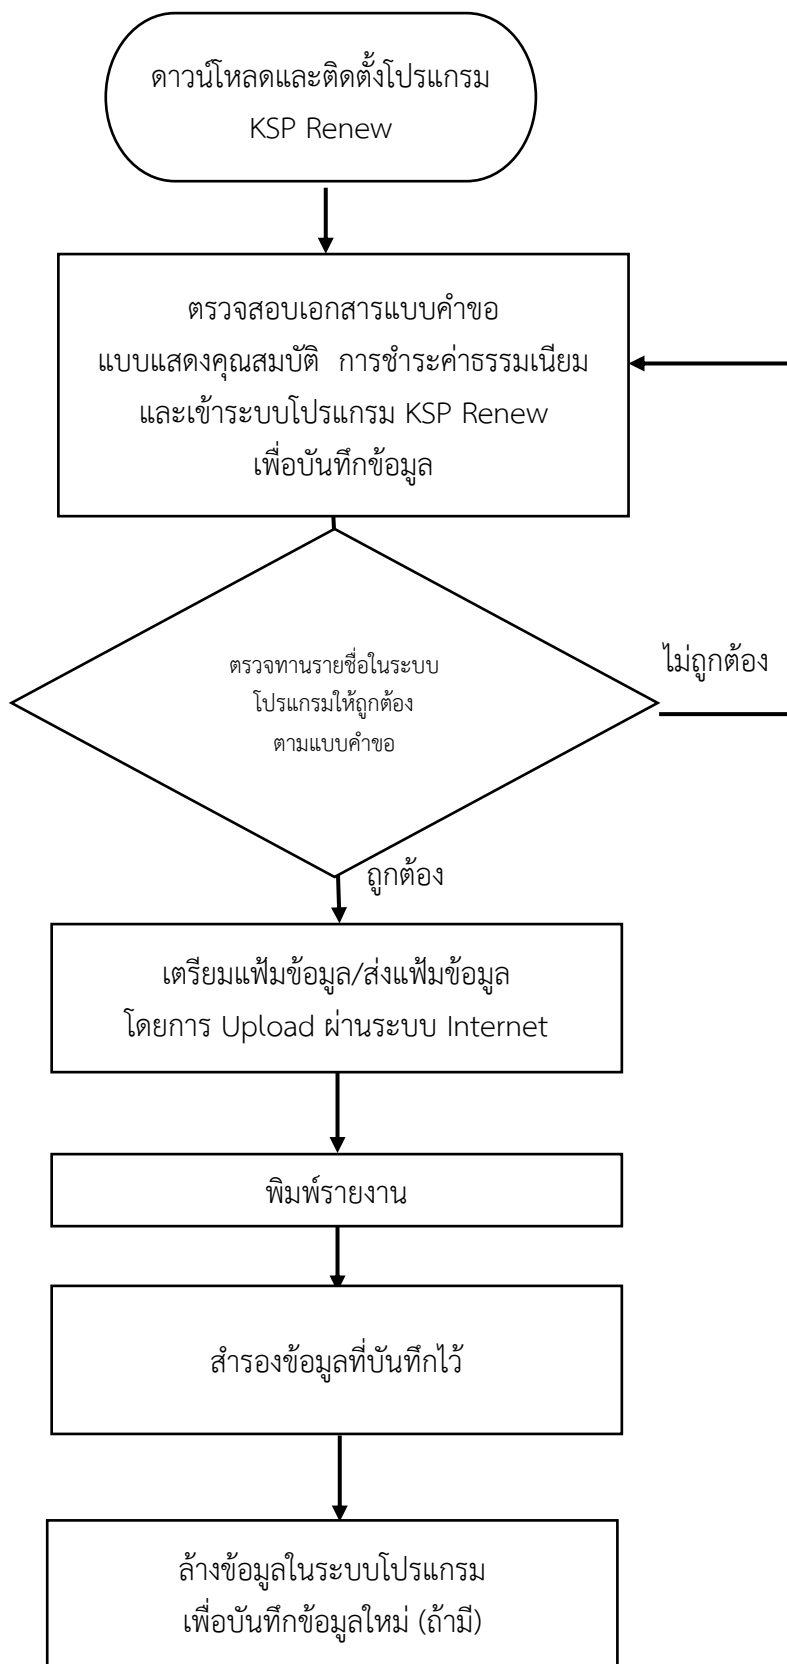 ดาวน์โหลดและติดตั้งโปรแกรม
KSP Renew
ตรวจสอบเอกสารแบบคำขอ
แบบแสดงคุณสมบัติ การชำระค่าธรรมเนียม
และเข้าระบบโปรแกรม KSP Renew
เพื่อบันทึกข้อมูล
ตรวจทานรายชื่อในระบบ
โปรแกรมให้ถูกต้อง
ตามแบบคำขอ
ไม่ถูกต้อง
ถูกต้อง
เตรียมแฟ้มข้อมูล/ส่งแฟ้มข้อมูล
โดยการ Upload ผ่านระบบ Internet
พิมพ์รายงาน
สำรองข้อมูลที่บันทึกไว้
ล้างข้อมูลในระบบโปรแกรม
เพื่อบันทึกข้อมูลใหม่ (ถ้ามี)